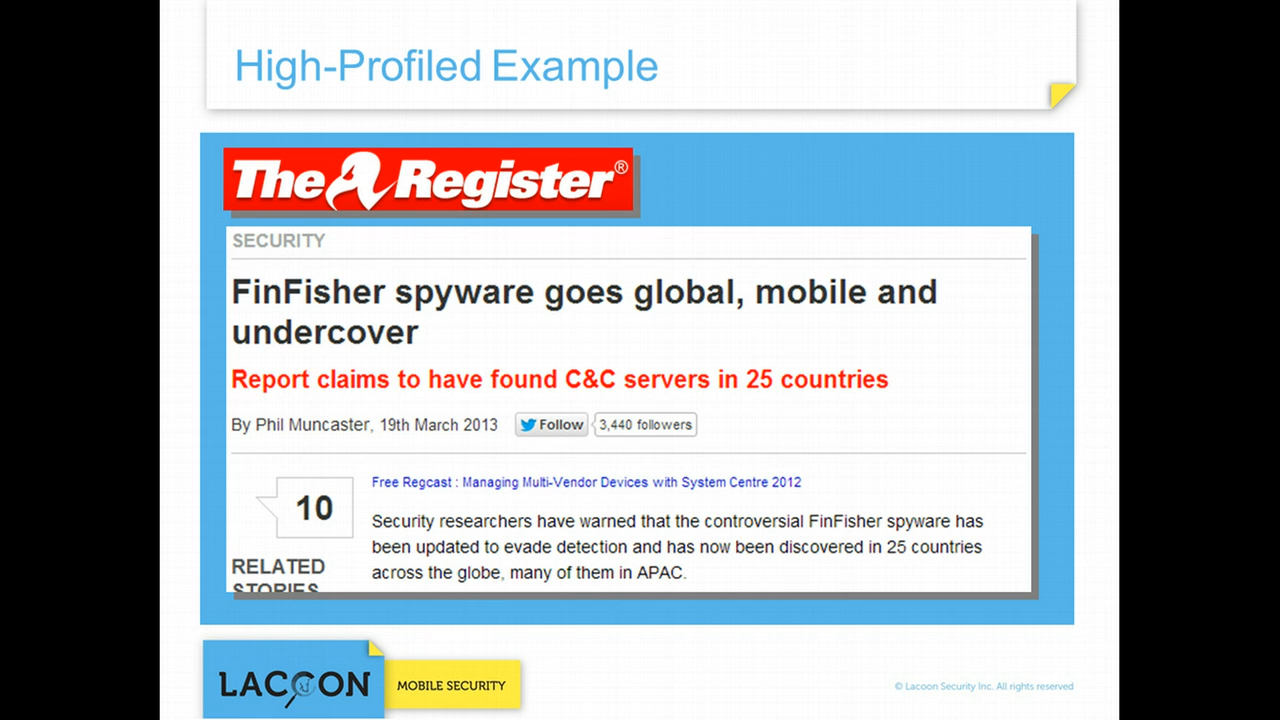 High-Profiled Example
The Register®
SECURITY
FinFisher spyware goes global, mobile and
undercover
Report claims to have found C&C servers in 25 countries
By Phil Muncaster, 19th March 2013 Follow 3,440 followers
10
Free Regcast : Managing Multi-Vendor Devices with System Centre 2012
Security researchers have warned that the controversial FinFisher spyware has
been updated to evade detection and has now been discovered in 25 countries
across the globe, many of them in APAC.
RELATED
STORIES
LACOON MOBILE SECURITY
© Lacoon Security Inc. All rights reserved